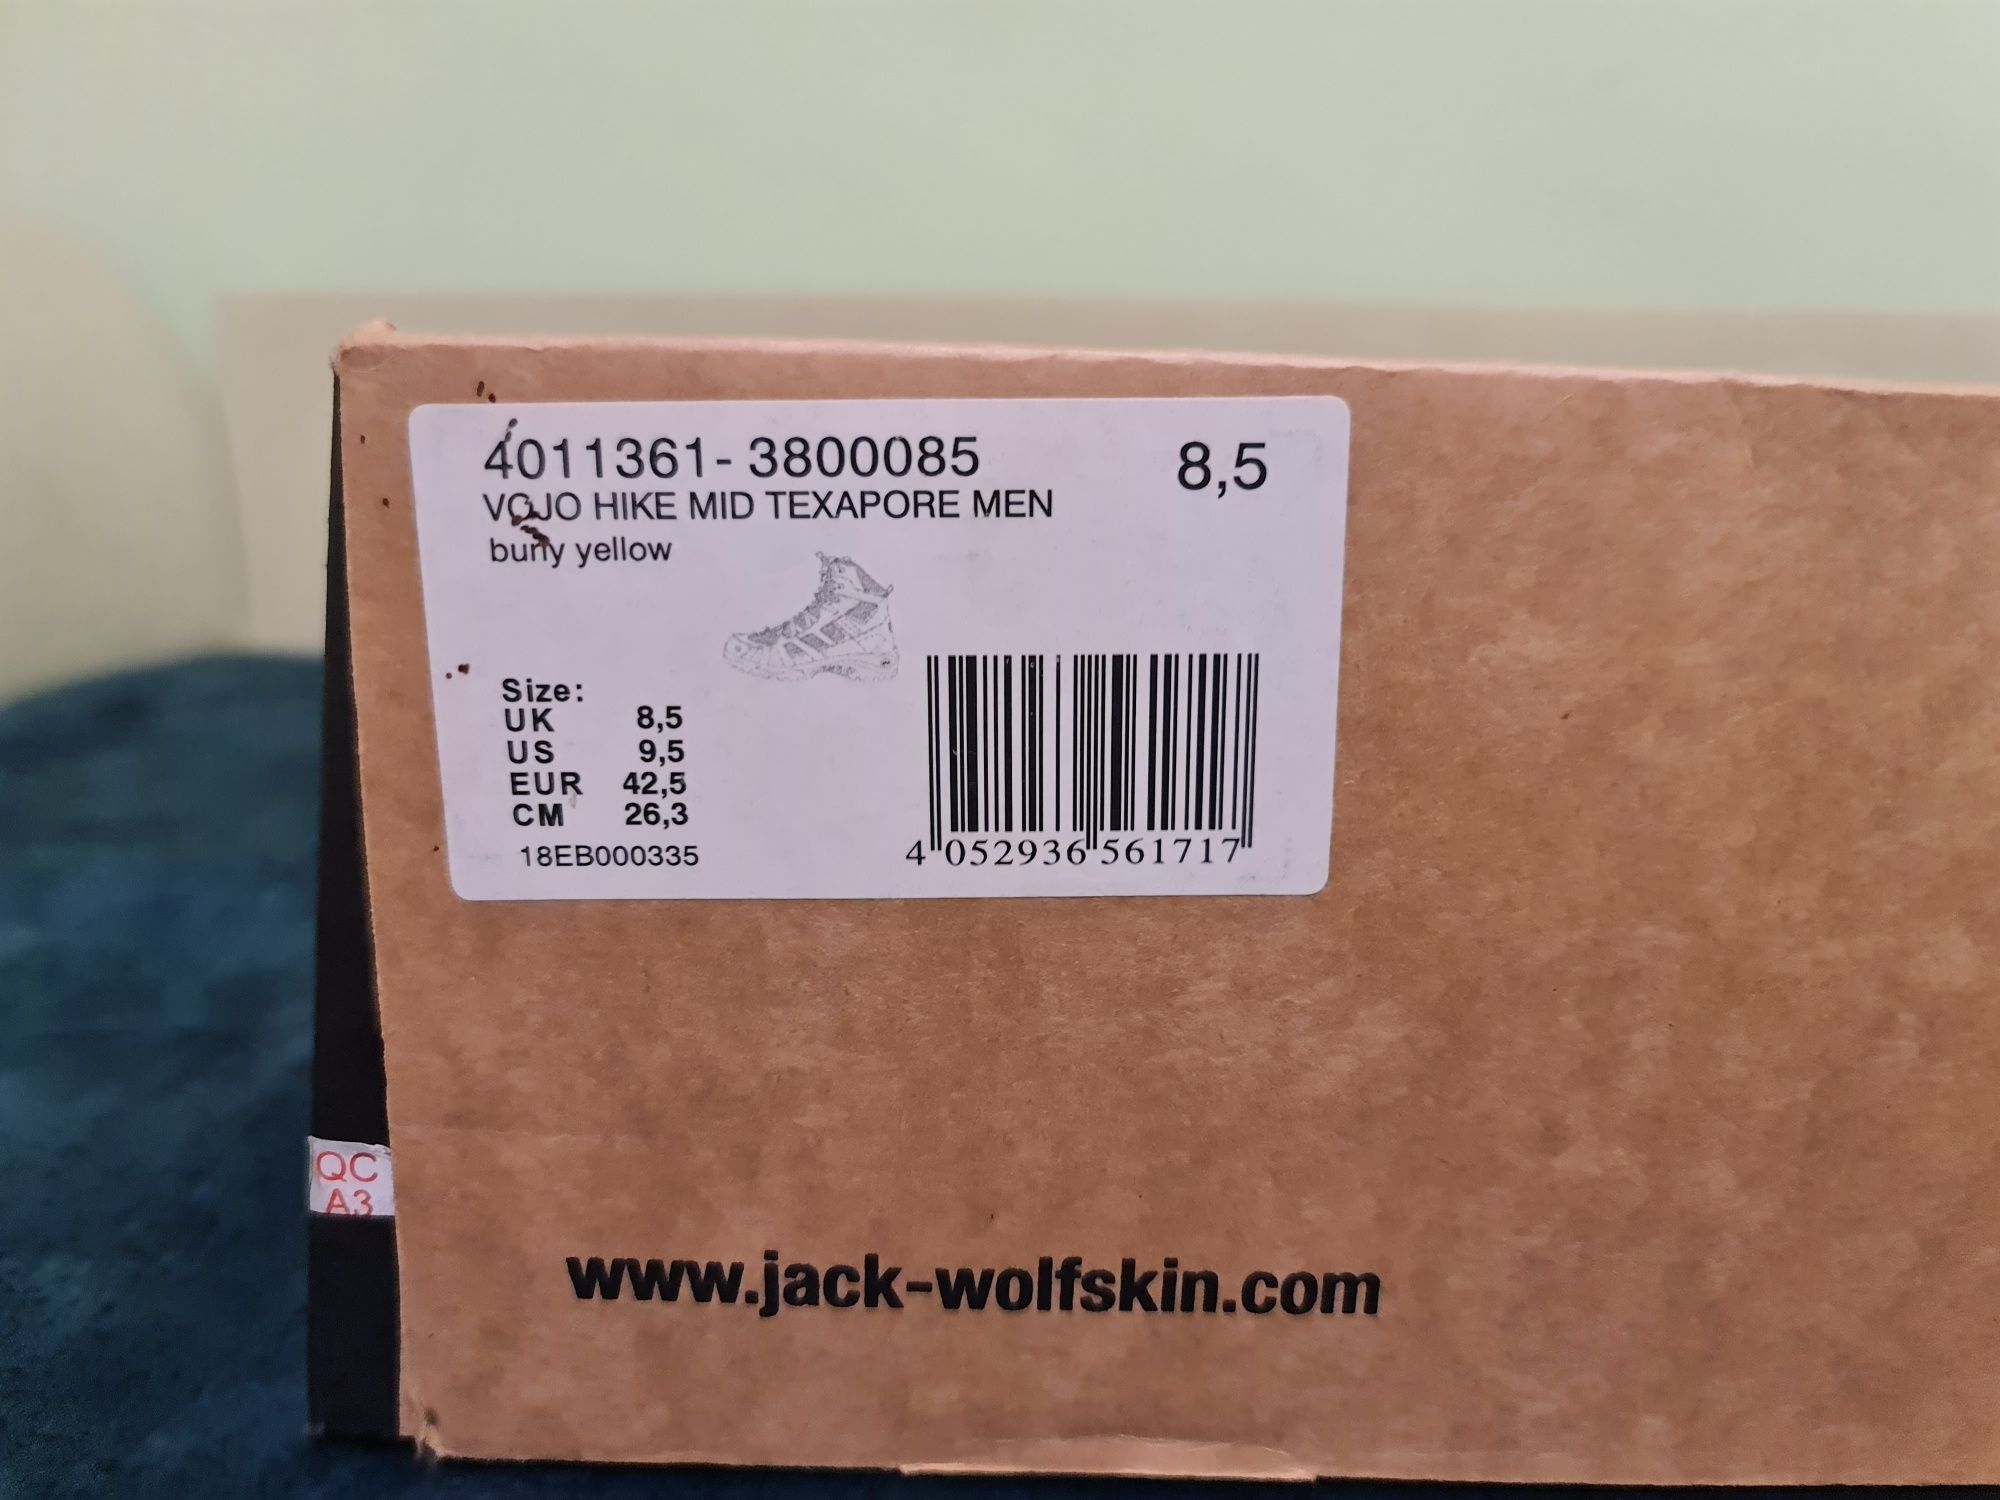 4011361- 3800085 8,5
VOJO HIKE MID TEXAPORE MEN
burly yellow
Size:
UK 8,5
US 9,5
EUR 42,5
CM 26,3
18EB000335
4 052936 561717
QC
A3
www.jack-wolfskin.com